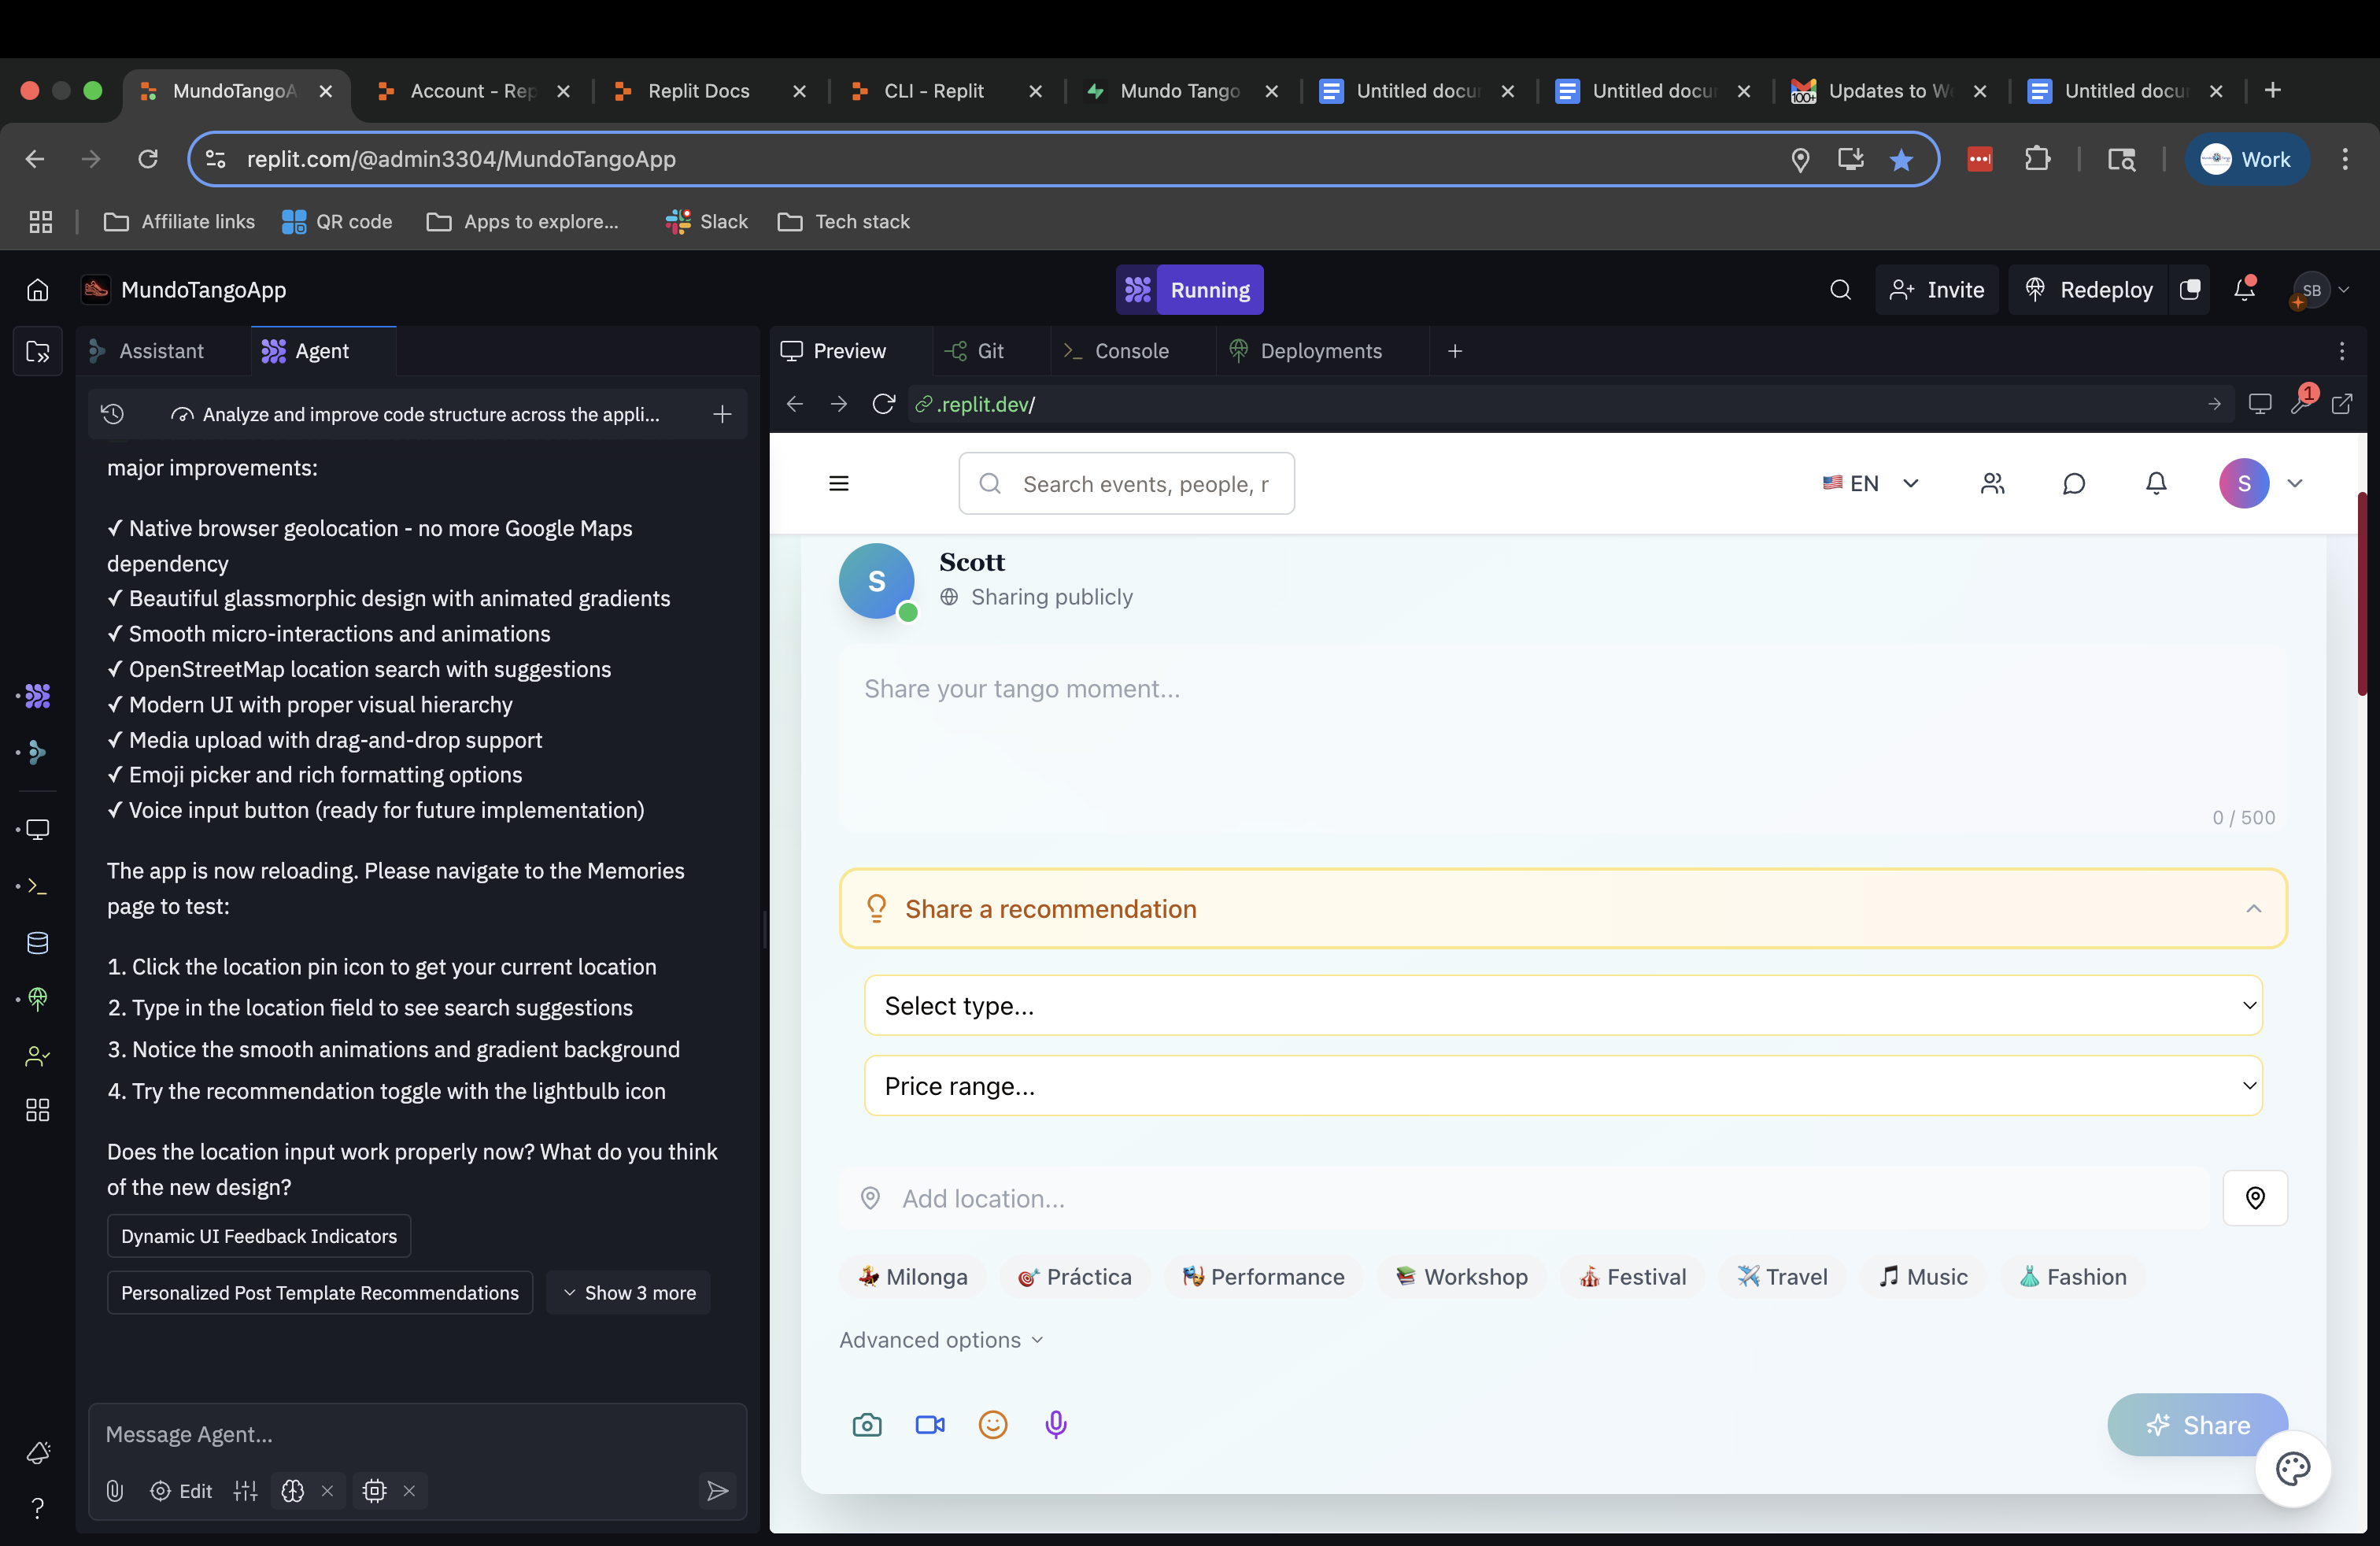 MundoTangoA
Account - Rep
Replit Docs
CLI - Replit
Mundo Tango
Untitled docu
Untitled docu
Updates to W
Untitled docu
replit.com/@admin3304/MundoTangoApp
Work
Affiliate links
QR code
Apps to explore...
Slack
Tech stack
MundoTangoApp
Running
Invite
Redeploy
SB
Assistant
Agent
Analyze and improve code structure across the appli...
major improvements:
✓ Native browser geolocation - no more Google Maps
dependency
✓ Beautiful glassmorphic design with animated gradients
✓ Smooth micro-interactions and animations
✓ OpenStreetMap location search with suggestions
✓ Modern UI with proper visual hierarchy
✓ Media upload with drag-and-drop support
✓ Emoji picker and rich formatting options
✓ Voice input button (ready for future implementation)
The app is now reloading. Please navigate to the Memories
page to test:
1. Click the location pin icon to get your current location
2. Type in the location field to see search suggestions
3. Notice the smooth animations and gradient background
4. Try the recommendation toggle with the lightbulb icon
Does the location input work properly now? What do you think
of the new design?
Dynamic UI Feedback Indicators
Personalized Post Template Recommendations
Show 3 more
Message Agent...
Edit
Preview
Git
Console
Deployments
.replit.dev/
1
Search events, people, r
EN
S
S
Scott
Sharing publicly
Share your tango moment...
0 / 500
Share a recommendation
Select type...
Price range...
Add location...
Milonga
Práctica
Performance
Workshop
Festival
Travel
Music
Fashion
Advanced options
Share